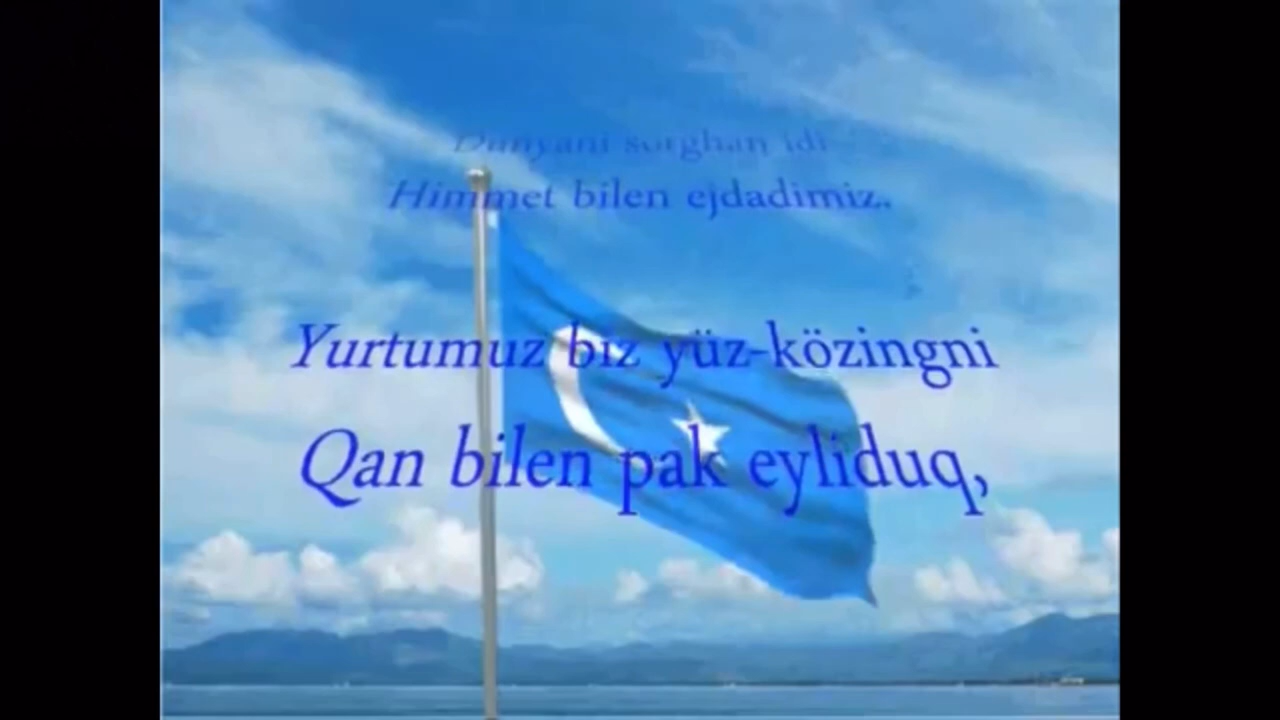 Dunyani sorghan idi
Himmet bilen ejdadimiz.
Yurtumuz biz yüz-közingni
Qan bilen pak eyliduq,